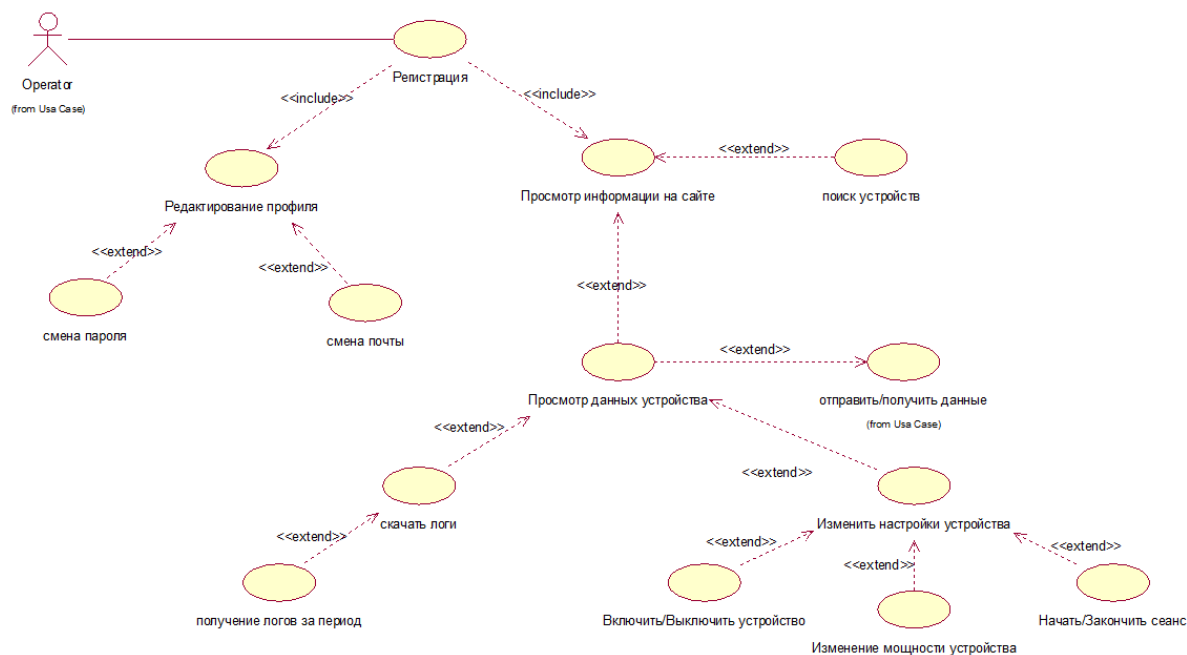 Operator
(from Usa Case)
Регистрация
<<include>>
<<include>>
<<extend>>
Редактирование профиля
Просмотр информации на сайте
поиск устройств
<<extend>>
<<extend>>
<<extend>>
смена пароля
смена почты
<<extend>>
Просмотр данных устройства
отправить/получить данные
(from Usa Case)
<<extend>>
<<extend>>
скачать логи
Изменить настройки устройства
<<extend>>
<<extend>>
<<extend>>
<<extend>>
получение логов за период
Включить/Выключить устройство
Изменение мощности устройства
Начать/Закончить сеанс